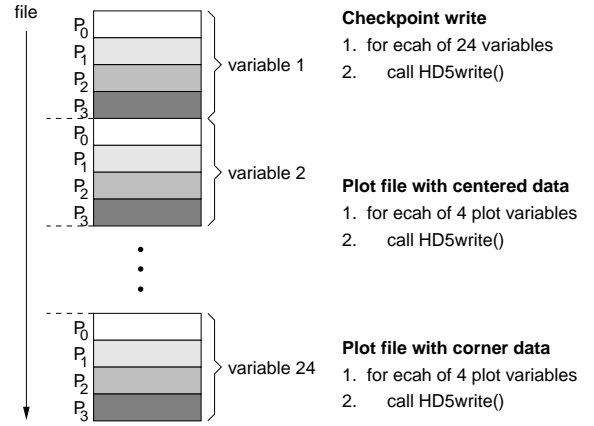 file
P0
P1
P2
P3
variable 1
P0
P1
P2
P3
variable 2
P0
P1
P2
P3
variable 24
Checkpoint write
1. for ecah of 24 variables
2. call HD5write()
Plot file with centered data
1. for ecah of 4 plot variables
2. call HD5write()
Plot file with corner data
1. for ecah of 4 plot variables
2. call HD5write()